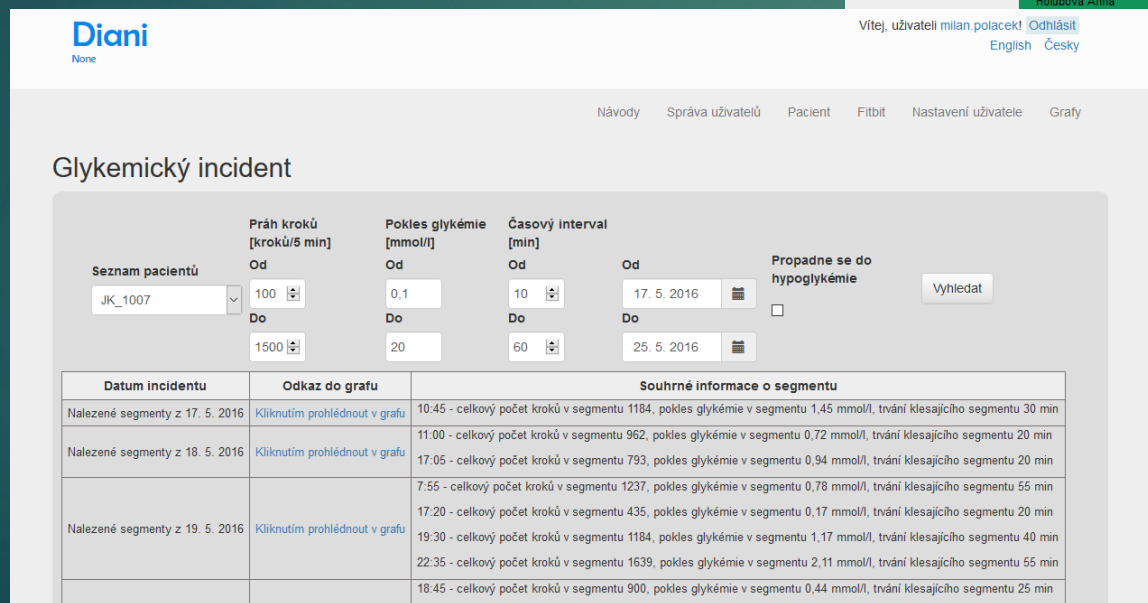 Holubová Anna
Diani
None
Vítej, uživateli milan.polacek! Odhlásit
English Česky
Návody Správa uživatelů Pacient Fitbit Nastavení uživatele Grafy
Glykemický incident
Seznam pacientů
JK_1007
Práh kroků
[kroků/5 min]
Od
100
Do
1500
Pokles glykémie
[mmol/l]
Od
0,1
Do
20
Časový interval
[min]
Od
10
Do
60
Od
17. 5. 2016
Do
25. 5. 2016
Propadne se do
hypoglykémie
Vyhledat
Datum incidentu Odkaz do grafu Souhrné informace o segmentu
Nalezené segmenty z 17. 5. 2016 Kliknutím prohlédnout v grafu 10:45 - celkový počet kroků v segmentu 1184, pokles glykémie v segmentu 1,45 mmol/l, trvání klesajícího segmentu 30 min
Nalezené segmenty z 18. 5. 2016 Kliknutím prohlédnout v grafu
11:00 - celkový počet kroků v segmentu 962, pokles glykémie v segmentu 0,72 mmol/l, trvání klesajícího segmentu 20 min
17:05 - celkový počet kroků v segmentu 793, pokles glykémie v segmentu 0,94 mmol/l, trvání klesajícího segmentu 20 min
Nalezené segmenty z 19. 5. 2016 Kliknutím prohlédnout v grafu
7:55 - celkový počet kroků v segmentu 1237, pokles glykémie v segmentu 0,78 mmol/l, trvání klesajícího segmentu 55 min
17:20 - celkový počet kroků v segmentu 435, pokles glykémie v segmentu 0,17 mmol/l, trvání klesajícího segmentu 20 min
19:30 - celkový počet kroků v segmentu 1184, pokles glykémie v segmentu 1,17 mmol/l, trvání klesajícího segmentu 40 min
22:35 - celkový počet kroků v segmentu 1639, pokles glykémie v segmentu 2,11 mmol/l, trvání klesajícího segmentu 55 min
18:45 - celkový počet kroků v segmentu 900, pokles glykémie v segmentu 0,44 mmol/l, trvání klesajícího segmentu 25 min